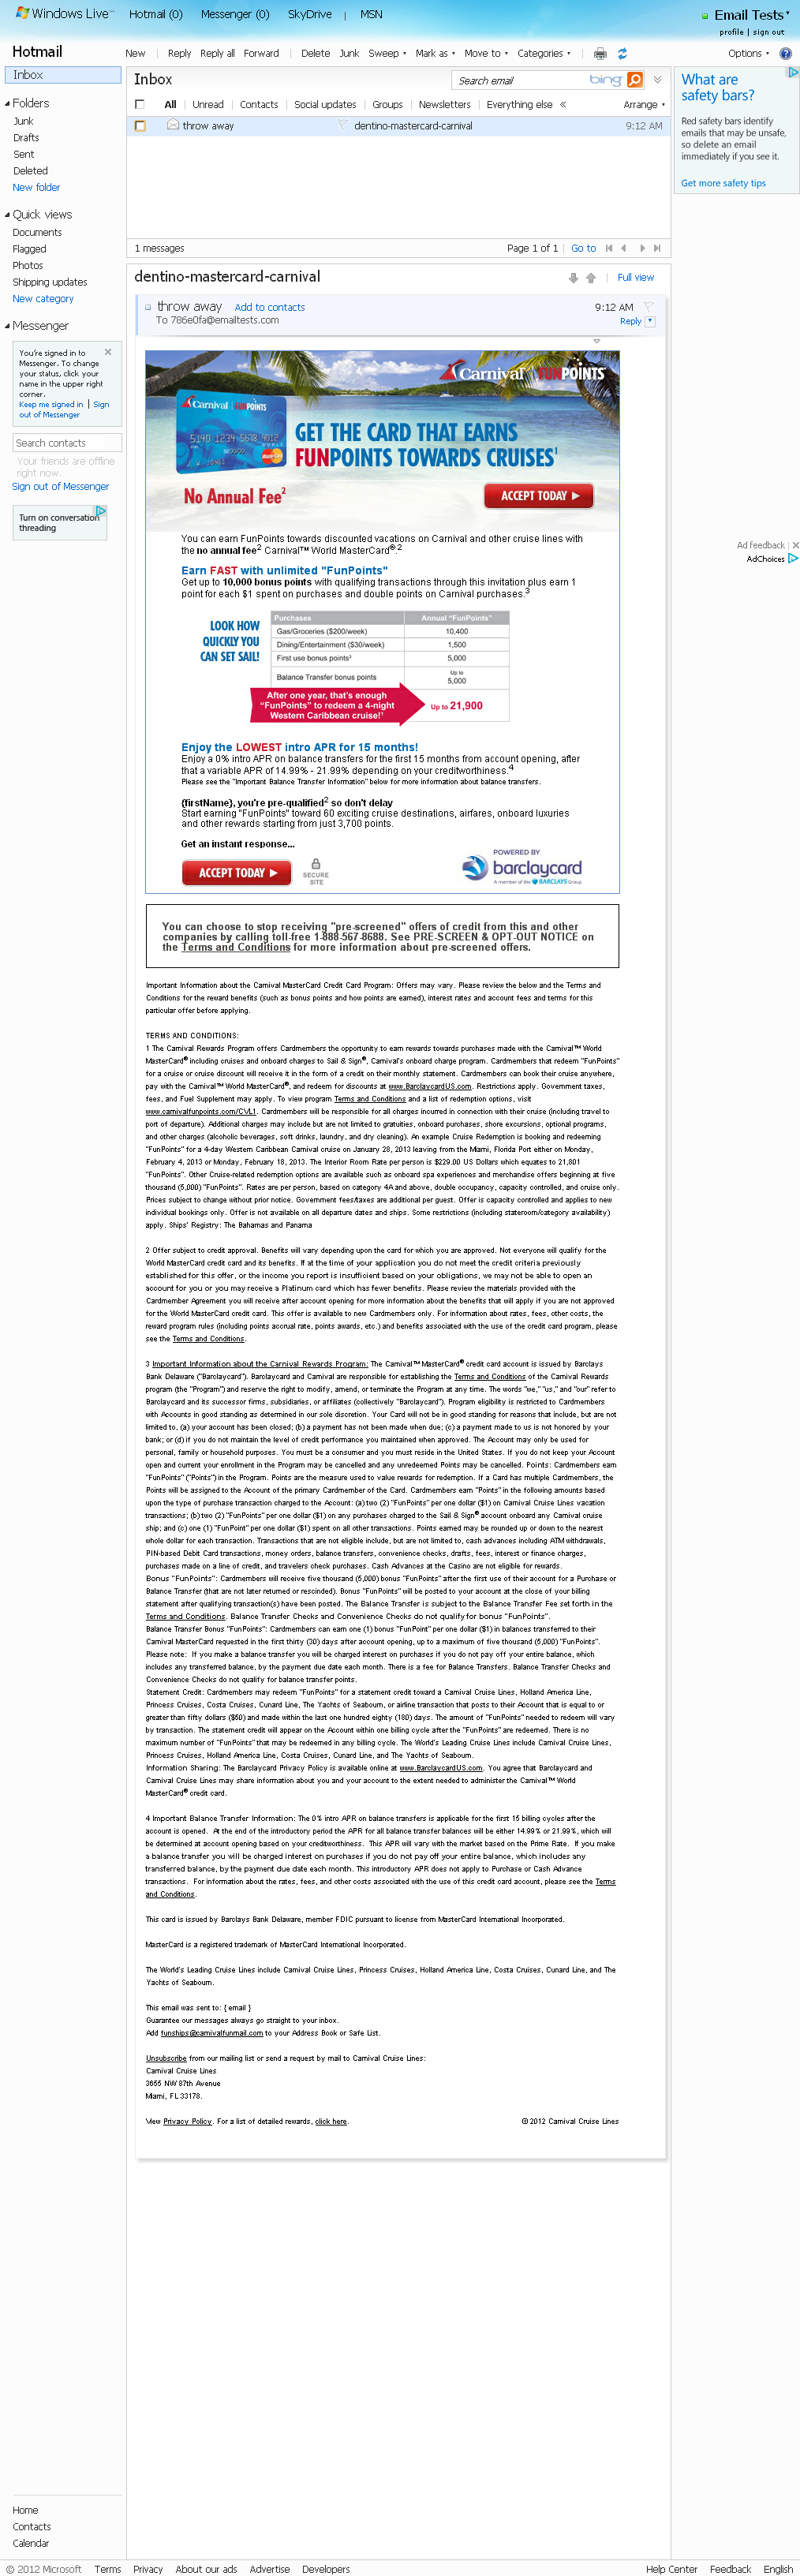 Windows Live™ Hotmail (0) Messenger (0) SkyDrive | MSN
Email Tests
profile | sign out
Hotmail
New | Reply Reply all Forward | Delete Junk Sweep Mark as Move to Categories
Options
Inbox
Folders
Junk
Drafts
Sent
Deleted
New folder
Quick views
Documents
Flagged
Photos
Shipping updates
New category
Messenger
You're signed in to
Messenger. To change
your status, click your
name in the upper right
corner.
Keep me signed in | Sign
out of Messenger
Search contacts
Your friends are offline
right now.
Sign out of Messenger
Turn on conversation
threading
Inbox
Search email bing
All | Unread | Contacts | Social updates | Groups | Newsletters | Everything else «
Arrange
throw away dentino-mastercard-carnival 9:12 AM
1 messages
Page 1 of 1 Go to
What are
safety bars?
Red safety bars identify
emails that may be unsafe,
so delete an email
immediately if you see it.
Get more safety tips
Ad feedback
AdChoices
dentino-mastercard-carnival
Full view
throw away Add to contacts 9:12 AM
To 786e0fa@emailtests.com
Reply
Carnival FUNPOINTS
Carnival FUNPOINTS
5140 1234 5678 9012
GET THE CARD THAT EARNS
FUNPOINTS TOWARDS CRUISES1
No Annual Fee2
ACCEPT TODAY
You can earn FunPoints towards discounted vacations on Carnival and other cruise lines with
the no annual fee2 Carnival™ World MasterCard®.2
Earn FAST with unlimited "FunPoints"
Get up to 10,000 bonus points with qualifying transactions through this invitation plus earn 1
point for each $1 spent on purchases and double points on Carnival purchases.3
LOOK HOW
QUICKLY YOU
CAN SET SAIL!
Purchases Annual "FunPoints"
Gas/Groceries ($200/week) 10,400
Dining/Entertainment ($30/week) 1,500
First use bonus points3 5,000
Balance Transfer bonus points Up to 5,000
After one year, that's enough
"FunPoints" to redeem a 4-night
Western Caribbean cruise!1
Up to 21,900
Enjoy the LOWEST intro APR for 15 months!
Enjoy a 0% intro APR on balance transfers for the first 15 months from account opening, after
that a variable APR of 14.99% - 21.99% depending on your creditworthiness.4
Please see the "Important Balance Transfer Information" below for more information about balance transfers.
{firstName}, you're pre-qualified2 so don't delay
Start earning "FunPoints" toward 60 exciting cruise destinations, airfares, onboard luxuries
and other rewards starting from just 3,700 points.
Get an instant response...
ACCEPT TODAY
SECURE
SITE
POWERED BY
barclaycard
A member of the BARCLAYS Group
You can choose to stop receiving "pre-screened" offers of credit from this and other
companies by calling toll-free 1-888-567-8688. See PRE-SCREEN & OPT-OUT NOTICE on
the Terms and Conditions for more information about pre-screened offers.
Important Information about the Carnival MasterCard Credit Card Program: Offers may vary. Please review the below and the Terms and
Conditions for the reward benefits (such as bonus points and how points are earned), interest rates and account fees and terms for this
particular offer before applying.
TERMS AND CONDITIONS:
1 The Carnival Rewards Program offers Cardmembers the opportunity to earn rewards towards purchases made with the Carnival™ World
MasterCard® including cruises and onboard charges to Sail & Sign®, Carnival's onboard charge program. Cardmembers that redeem "FunPoints"
for a cruise or cruise discount will receive it in the form of a credit on their monthly statement. Cardmembers can book their cruise anywhere,
pay with the Carnival™ World MasterCard®, and redeem for discounts at www.BarclaycardUS.com. Restrictions apply. Government taxes,
fees, and Fuel Supplement may apply. To view program Terms and Conditions and a list of redemption options, visit
www.carnivalfunpoints.com/CVL1. Cardmembers will be responsible for all charges incurred in connection with their cruise (including travel to
port of departure). Additional charges may include but are not limited to gratuities, onboard purchases, shore excursions, optional programs,
and other charges (alcoholic beverages, soft drinks, laundry, and dry cleaning). An example Cruise Redemption is booking and redeeming
"FunPoints" for a 4-day Western Caribbean Carnival cruise on January 28, 2013 leaving from the Miami, Florida Port either on Monday,
February 4, 2013 or Monday, February 18, 2013. The Interior Room Rate per person is $229.00 US Dollars which equates to 21,801
"FunPoints". Other Cruise-related redemption options are available such as onboard spa experiences and merchandise offers beginning at five
thousand (5,000) "FunPoints". Rates are per person, based on category 4A and above, double occupancy, capacity controlled, and cruise only.
Prices subject to change without prior notice. Government fees/taxes are additional per guest. Offer is capacity controlled and applies to new
individual bookings only. Offer is not available on all departure dates and ships. Some restrictions (including stateroom/category availability)
apply. Ships' Registry: The Bahamas and Panama
2 Offer subject to credit approval. Benefits will vary depending upon the card for which you are approved. Not everyone will qualify for the
World MasterCard credit card and its benefits. If at the time of your application you do not meet the credit criteria previously
established for this offer, or the income you report is insufficient based on your obligations, we may not be able to open an
account for you or you may receive a Platinum card which has fewer benefits. Please review the materials provided with the
Cardmember Agreement you will receive after account opening for more information about the benefits that will apply if you are not approved
for the World MasterCard credit card. This offer is available to new Cardmembers only. For information about rates, fees, other costs, the
reward program rules (including points accrual rate, points awards, etc.) and benefits associated with the use of the credit card program, please
see the Terms and Conditions.
3 Important Information about the Carnival Rewards Program: The Carnival™ MasterCard® credit card account is issued by Barclays
Bank Delaware ("Barclaycard"). Barclaycard and Carnival are responsible for establishing the Terms and Conditions of the Carnival Rewards
program (the "Program") and reserve the right to modify, amend, or terminate the Program at any time. The words "we," "us," and "our" refer to
Barclaycard and its successor firms, subsidiaries, or affiliates (collectively "Barclaycard"). Program eligibility is restricted to Cardmembers
with Accounts in good standing as determined in our sole discretion. Your Card will not be in good standing for reasons that include, but are not
limited to, (a) your account has been closed; (b) a payment has not been made when due; (c) a payment made to us is not honored by your
bank; or (d) if you do not maintain the level of credit performance you maintained when approved. The Account may only be used for
personal, family or household purposes. You must be a consumer and you must reside in the United States. If you do not keep your Account
open and current your enrollment in the Program may be cancelled and any unredeemed Points may be cancelled. Points: Cardmembers earn
"FunPoints" ("Points") in the Program. Points are the measure used to value rewards for redemption. If a Card has multiple Cardmembers, the
Points will be assigned to the Account of the primary Cardmember of the Card. Cardmembers earn "Points" in the following amounts based
upon the type of purchase transaction charged to the Account: (a) two (2) "FunPoints" per one dollar ($1) on Carnival Cruise Lines vacation
transactions; (b) two (2) "FunPoints" per one dollar ($1) on any purchases charged to the Sail & Sign® account onboard any Carnival cruise
ship; and (c) one (1) "FunPoint" per one dollar ($1) spent on all other transactions. Points earned may be rounded up or down to the nearest
whole dollar for each transaction. Transactions that are not eligible include, but are not limited to, cash advances including ATM withdrawals,
PIN-based Debit Card transactions, money orders, balance transfers, convenience checks, drafts, fees, interest or finance charges,
purchases made on a line of credit, and travelers check purchases. Cash Advances at the Casino are not eligible for rewards.
Bonus "FunPoints": Cardmembers will receive five thousand (5,000) bonus "FunPoints" after the first use of their account for a Purchase or
Balance Transfer (that are not later returned or rescinded). Bonus "FunPoints" will be posted to your account at the close of your billing
statement after qualifying transaction(s) have been posted. The Balance Transfer is subject to the Balance Transfer Fee set forth in the
Terms and Conditions. Balance Transfer Checks and Convenience Checks do not qualify for bonus "FunPoints".
Balance Transfer Bonus "FunPoints": Cardmembers can earn one (1) bonus "FunPoint" per one dollar ($1) in balances transferred to their
Carnival MasterCard requested in the first thirty (30) days after account opening, up to a maximum of five thousand (5,000) "FunPoints".
Please note: If you make a balance transfer you will be charged interest on purchases if you do not pay off your entire balance, which
includes any transferred balance, by the payment due date each month. There is a fee for Balance Transfers. Balance Transfer Checks and
Convenience Checks do not qualify for balance transfer points.
Statement Credit: Cardmembers may redeem "FunPoints" for a statement credit toward a Carnival Cruise Lines, Holland America Line,
Princess Cruises, Costa Cruises, Cunard Line, The Yachts of Seabourn, or airline transaction that posts to their Account that is equal to or
greater than fifty dollars ($50) and made within the last one hundred eighty (180) days. The amount of "FunPoints" needed to redeem will vary
by transaction. The statement credit will appear on the Account within one billing cycle after the "FunPoints" are redeemed. There is no
maximum number of "FunPoints" that may be redeemed in any billing cycle. The World's Leading Cruise Lines include Carnival Cruise Lines,
Princess Cruises, Holland America Line, Costa Cruises, Cunard Line, and The Yachts of Seabourn.
Information Sharing: The Barclaycard Privacy Policy is available online at www.BarclaycardUS.com. You agree that Barclaycard and
Carnival Cruise Lines may share information about you and your account to the extent needed to administer the Carnival™ World
MasterCard® credit card.
4 Important Balance Transfer Information: The 0% intro APR on balance transfers is applicable for the first 15 billing cycles after the
account is opened. At the end of the introductory period the APR for all balance transfer balances will be either 14.99% or 21.99%, which will
be determined at account opening based on your creditworthiness. This APR will vary with the market based on the Prime Rate. If you make
a balance transfer you will be charged interest on purchases if you do not pay off your entire balance, which includes any
transferred balance, by the payment due date each month. This introductory APR does not apply to Purchase or Cash Advance
transactions. For information about the rates, fees, and other costs associated with the use of this credit card account, please see the Terms
and Conditions.
This card is issued by Barclays Bank Delaware, member FDIC pursuant to license from MasterCard International Incorporated.
MasterCard is a registered trademark of MasterCard International Incorporated.
The World's Leading Cruise Lines include Carnival Cruise Lines, Princess Cruises, Holland America Line, Costa Cruises, Cunard Line, and The
Yachts of Seabourn.
This email was sent to: { email }
Guarantee our messages always go straight to your inbox.
Add funships@carnivalfunmail.com to your Address Book or Safe List.
Unsubscribe from our mailing list or send a request by mail to Carnival Cruise Lines:
Carnival Cruise Lines
3655 NW 87th Avenue
Miami, FL 33178.
View Privacy Policy. For a list of detailed rewards, click here.
© 2012 Carnival Cruise Lines
Home
Contacts
Calendar
© 2012 Microsoft Terms Privacy About our ads Advertise Developers
Help Center Feedback English